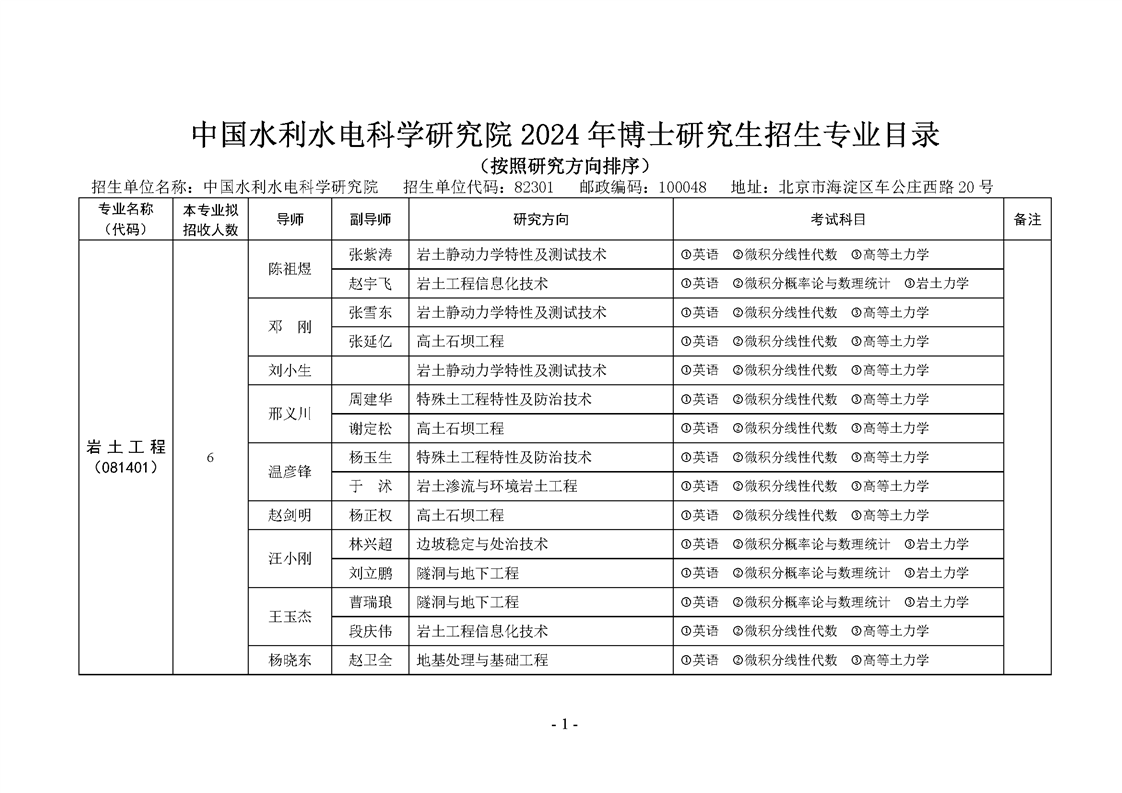 中国水利水电科学研究院 2024 年博士研究生招生专业目录
（按照研究方向排序）
招生单位名称：中国水利水电科学研究院 招生单位代码：82301 邮政编码：100048 地址：北京市海淀区车公庄西路 20 号
专业名称（代码） 本专业拟招收人数 导师 副导师 研究方向 考试科目 备注
岩土工程（081401） 6 陈祖煜 张紫涛 岩土静动力学特性及测试技术 ①英语 ②微积分线性代数 ③高等土力学
赵宇飞 岩土工程信息化技术 ①英语 ②微积分概率论与数理统计 ③岩土力学
邓 刚 张雪东 岩土静动力学特性及测试技术 ①英语 ②微积分线性代数 ③高等土力学
张延亿 高土石坝工程 ①英语 ②微积分线性代数 ③高等土力学
刘小生 岩土静动力学特性及测试技术 ①英语 ②微积分线性代数 ③高等土力学
邢义川 周建华 特殊土工程特性及防治技术 ①英语 ②微积分线性代数 ③高等土力学
谢定松 高土石坝工程 ①英语 ②微积分线性代数 ③高等土力学
温彦锋 杨玉生 特殊土工程特性及防治技术 ①英语 ②微积分线性代数 ③高等土力学
于 沭 岩土渗流与环境岩土工程 ①英语 ②微积分线性代数 ③高等土力学
赵剑明 杨正权 高土石坝工程 ①英语 ②微积分线性代数 ③高等土力学
汪小刚 林兴超 边坡稳定与处治技术 ①英语 ②微积分概率论与数理统计 ③岩土力学
刘立鹏 隧洞与地下工程 ①英语 ②微积分概率论与数理统计 ③岩土力学
王玉杰 曹瑞琅 隧洞与地下工程 ①英语 ②微积分概率论与数理统计 ③岩土力学
段庆伟 岩土工程信息化技术 ①英语 ②微积分线性代数 ③高等土力学
杨晓东 赵卫全 地基处理与基础工程 ①英语 ②微积分线性代数 ③高等土力学
- 1 -